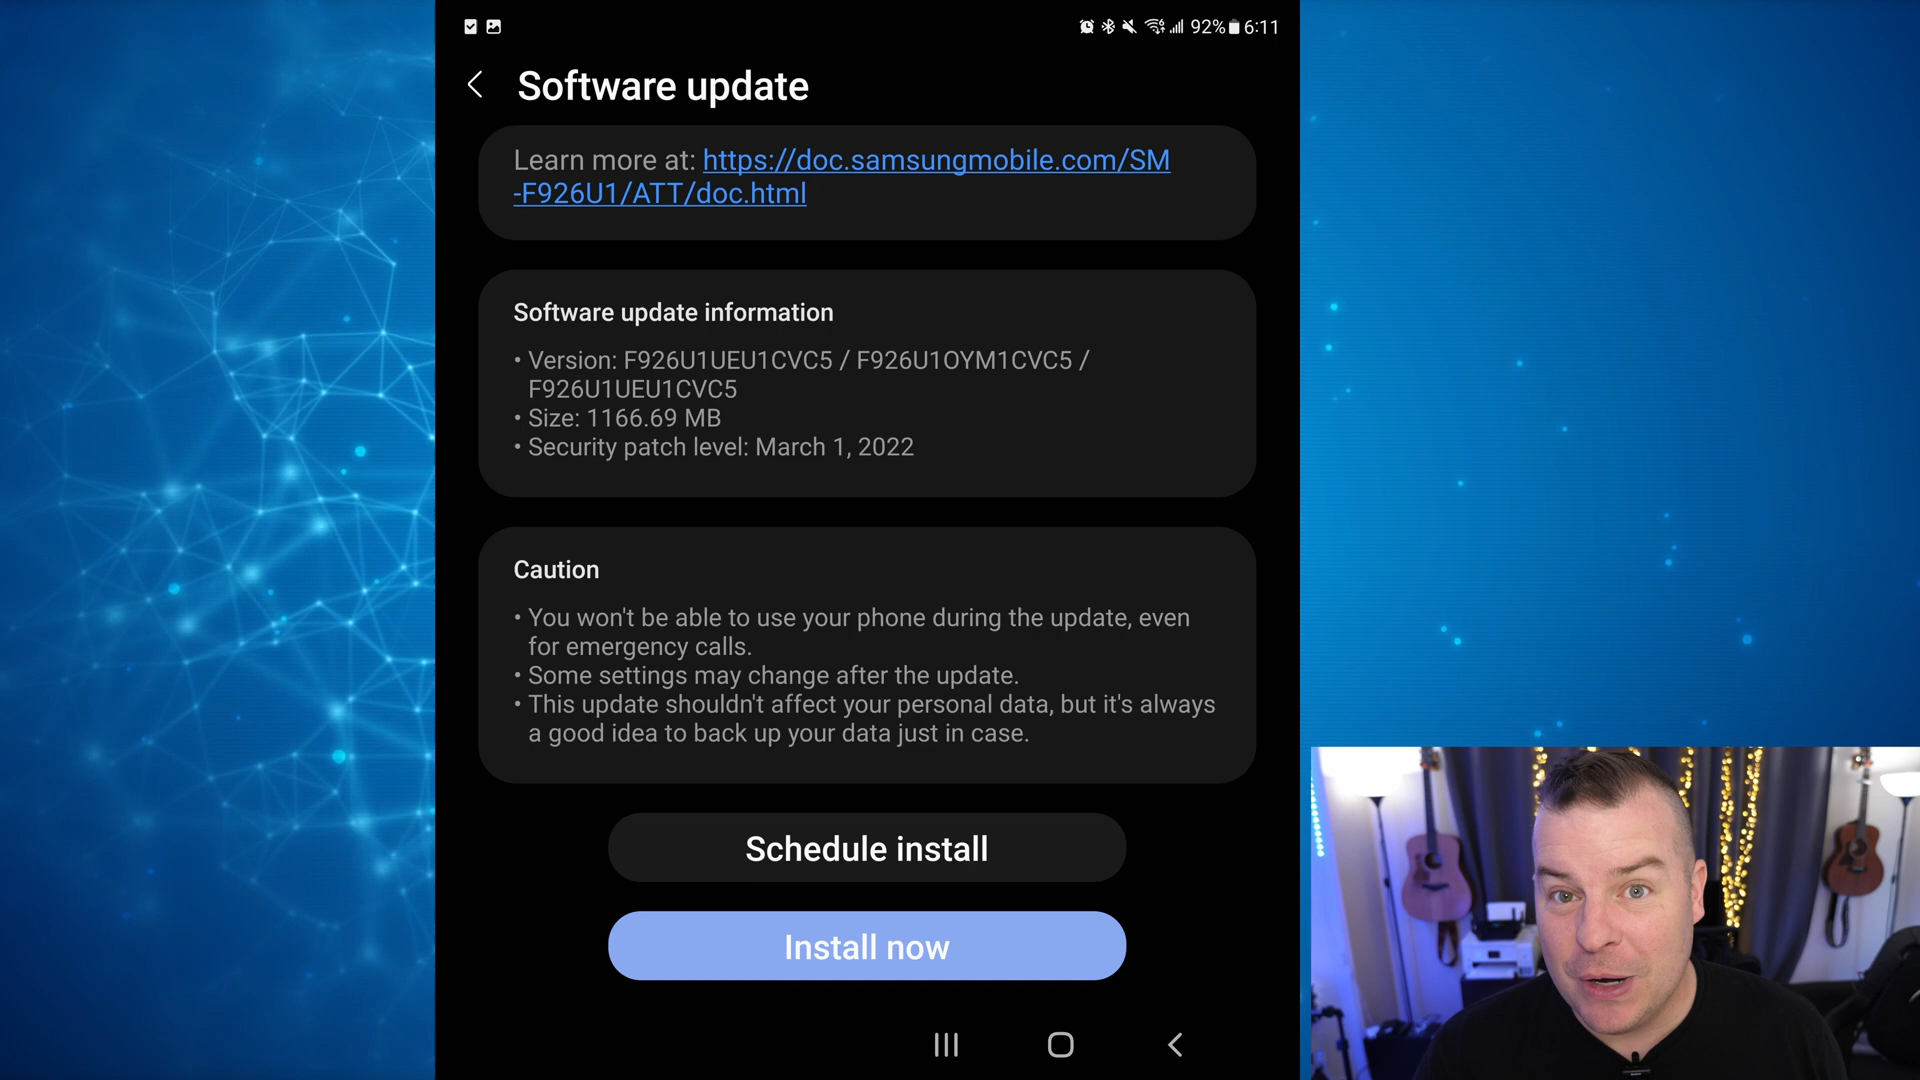 92% 6:11
Software update
Learn more at: https://doc.samsungmobile.com/SM
-F926U1/ATT/doc.html
Software update information
• Version: F926U1UEU1CVC5 / F926U1OYM1CVC5 /
F926U1UEU1CVC5
• Size: 1166.69 MB
• Security patch level: March 1, 2022
Caution
• You won't be able to use your phone during the update, even
for emergency calls.
• Some settings may change after the update.
• This update shouldn't affect your personal data, but it's always
a good idea to back up your data just in case.
Schedule install
Install now